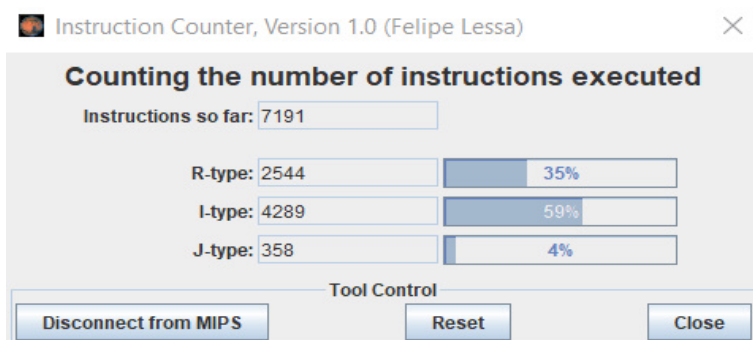 Instruction Counter, Version 1.0 (Felipe Lessa)
Counting the number of instructions executed
Instructions so far: 7191
R-type: 2544 35%
I-type: 4289 59%
J-type: 358 4%
Tool Control
Disconnect from MIPS Reset Close